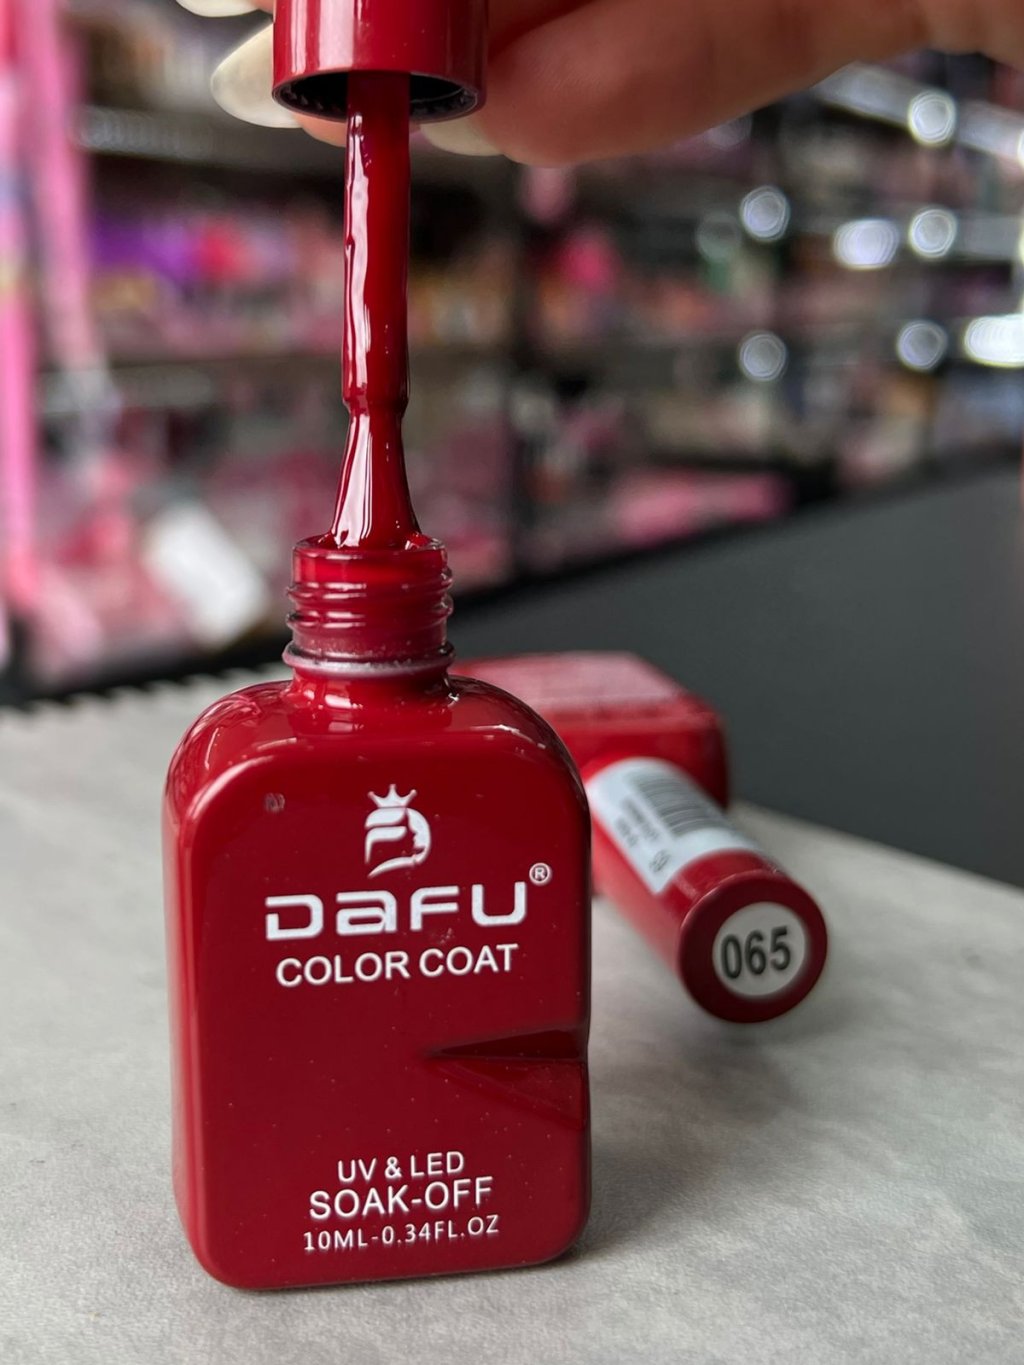 DAFU®
COLOR COAT
UV & LED
SOAK-OFF
10ML-0.34FL.OZ
065